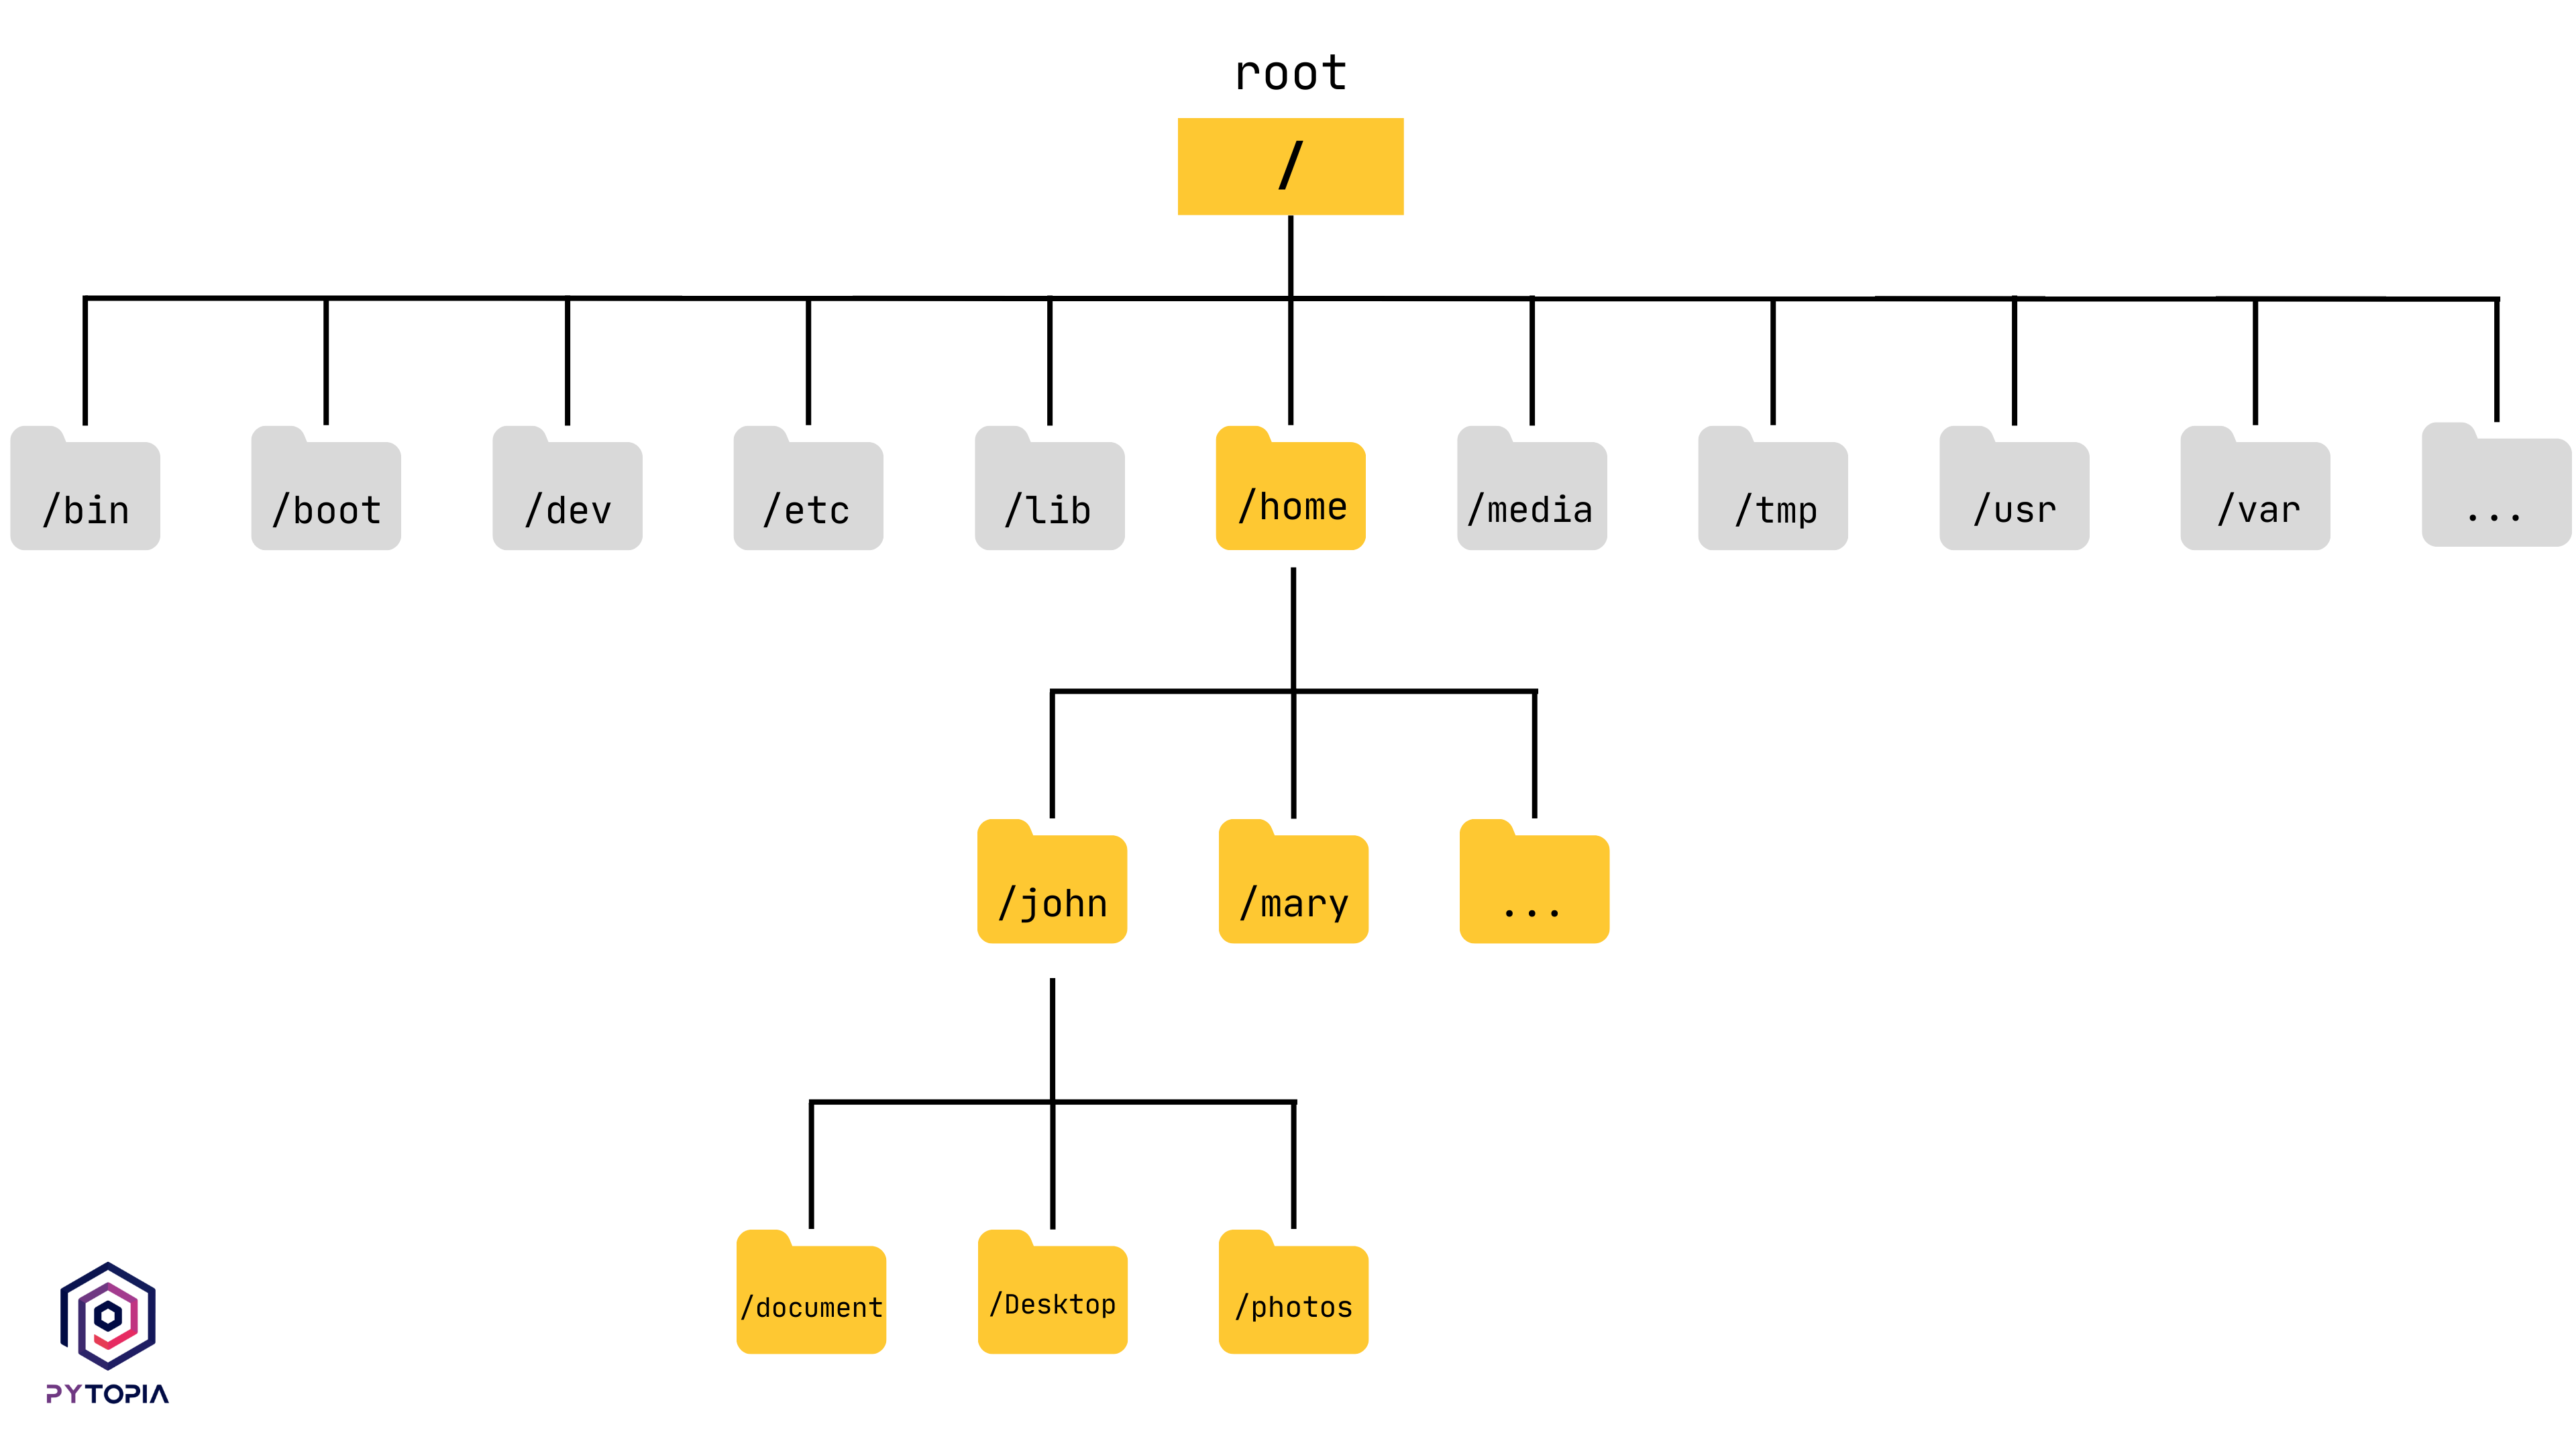 root
/
/bin
/boot
/dev
/etc
/lib
/home
/media
/tmp
/usr
/var
...
/john
/mary
...
/document
/Desktop
/photos
PYTOPIA